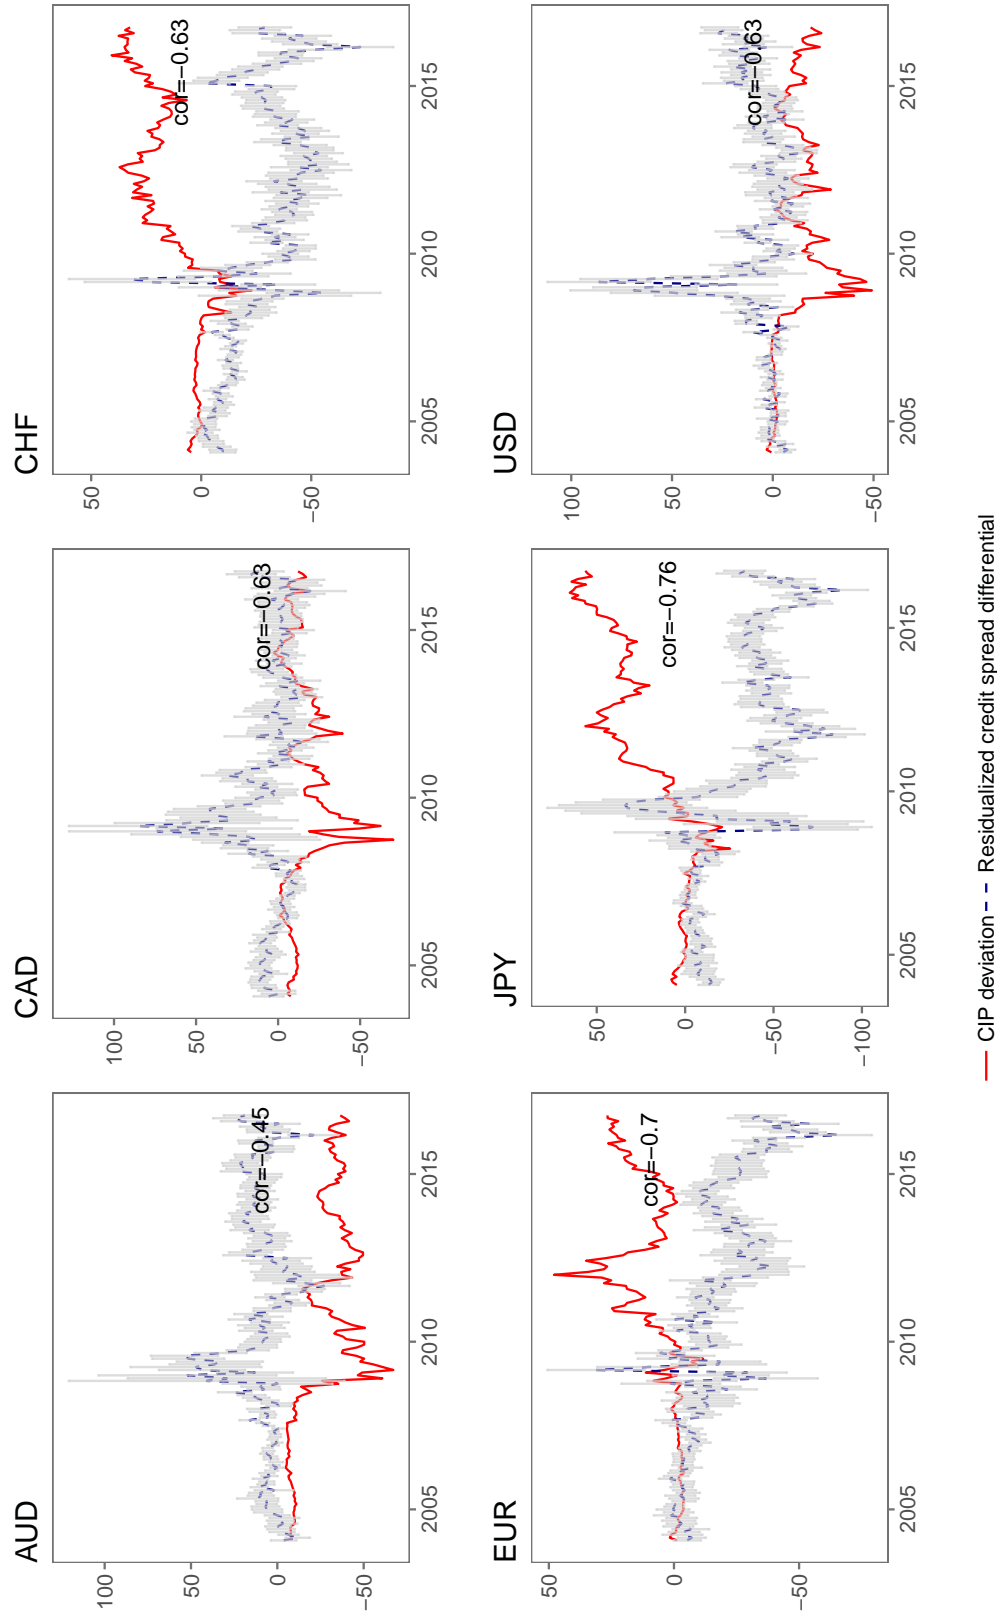 AUD
100
50
0
−50
cor=−0.45
2005
2010
2015
CAD
100
50
0
−50
cor=−0.63
2005
2010
2015
CHF
50
0
−50
cor=−0.63
2005
2010
2015
EUR
50
0
−50
cor=−0.7
2005
2010
2015
JPY
50
0
−50
−100
cor=−0.76
2005
2010
2015
USD
100
50
0
−50
cor=−0.63
2005
2010
2015
CIP deviation
Residualized credit spread differential